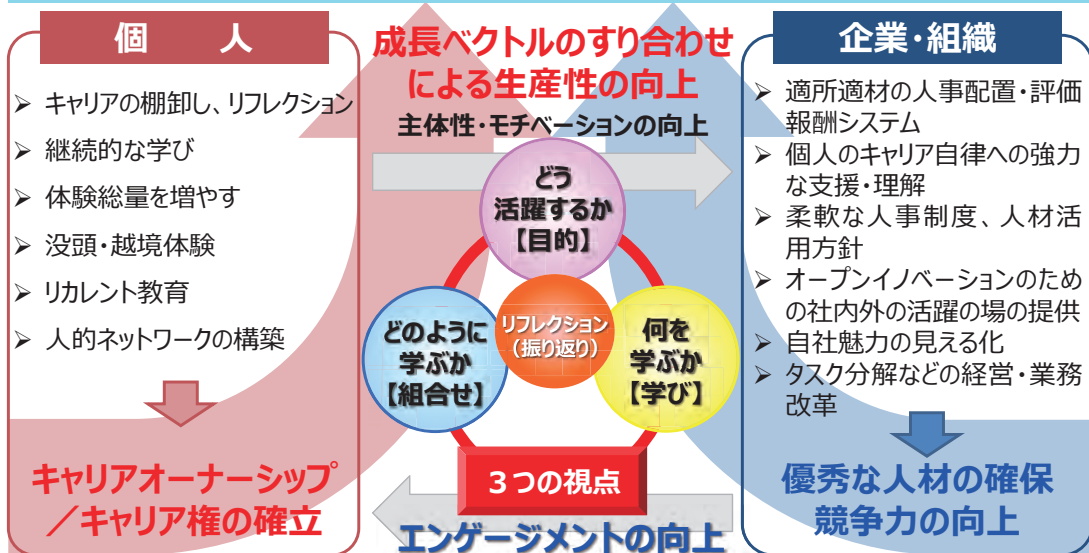 個 人
➢ キャリアの棚卸し、リフレクション
➢ 継続的な学び
➢ 体験総量を増やす
➢ 没頭・越境体験
➢ リカレント教育
➢ 人的ネットワークの構築
キャリアオーナーシップ
／キャリア権の確立
成長ベクトルのすり合わせ
による生産性の向上
主体性・モチベーションの向上
どう
活躍するか
【目的】
どのように
学ぶか
【組合せ】
リフレクション
（振り返り）
何を
学ぶか
【学び】
３つの視点
エンゲージメントの向上
企業・組織
➢ 適所適材の人事配置・評価
報酬システム
➢ 個人のキャリア自律への強力
な支援・理解
➢ 柔軟な人事制度、人材活
用方針
➢ オープンイノベーションのため
の社内外の活躍の場の提供
➢ 自社魅力の見える化
➢ タスク分解などの経営・業務
改革
優秀な人材の確保
競争力の向上